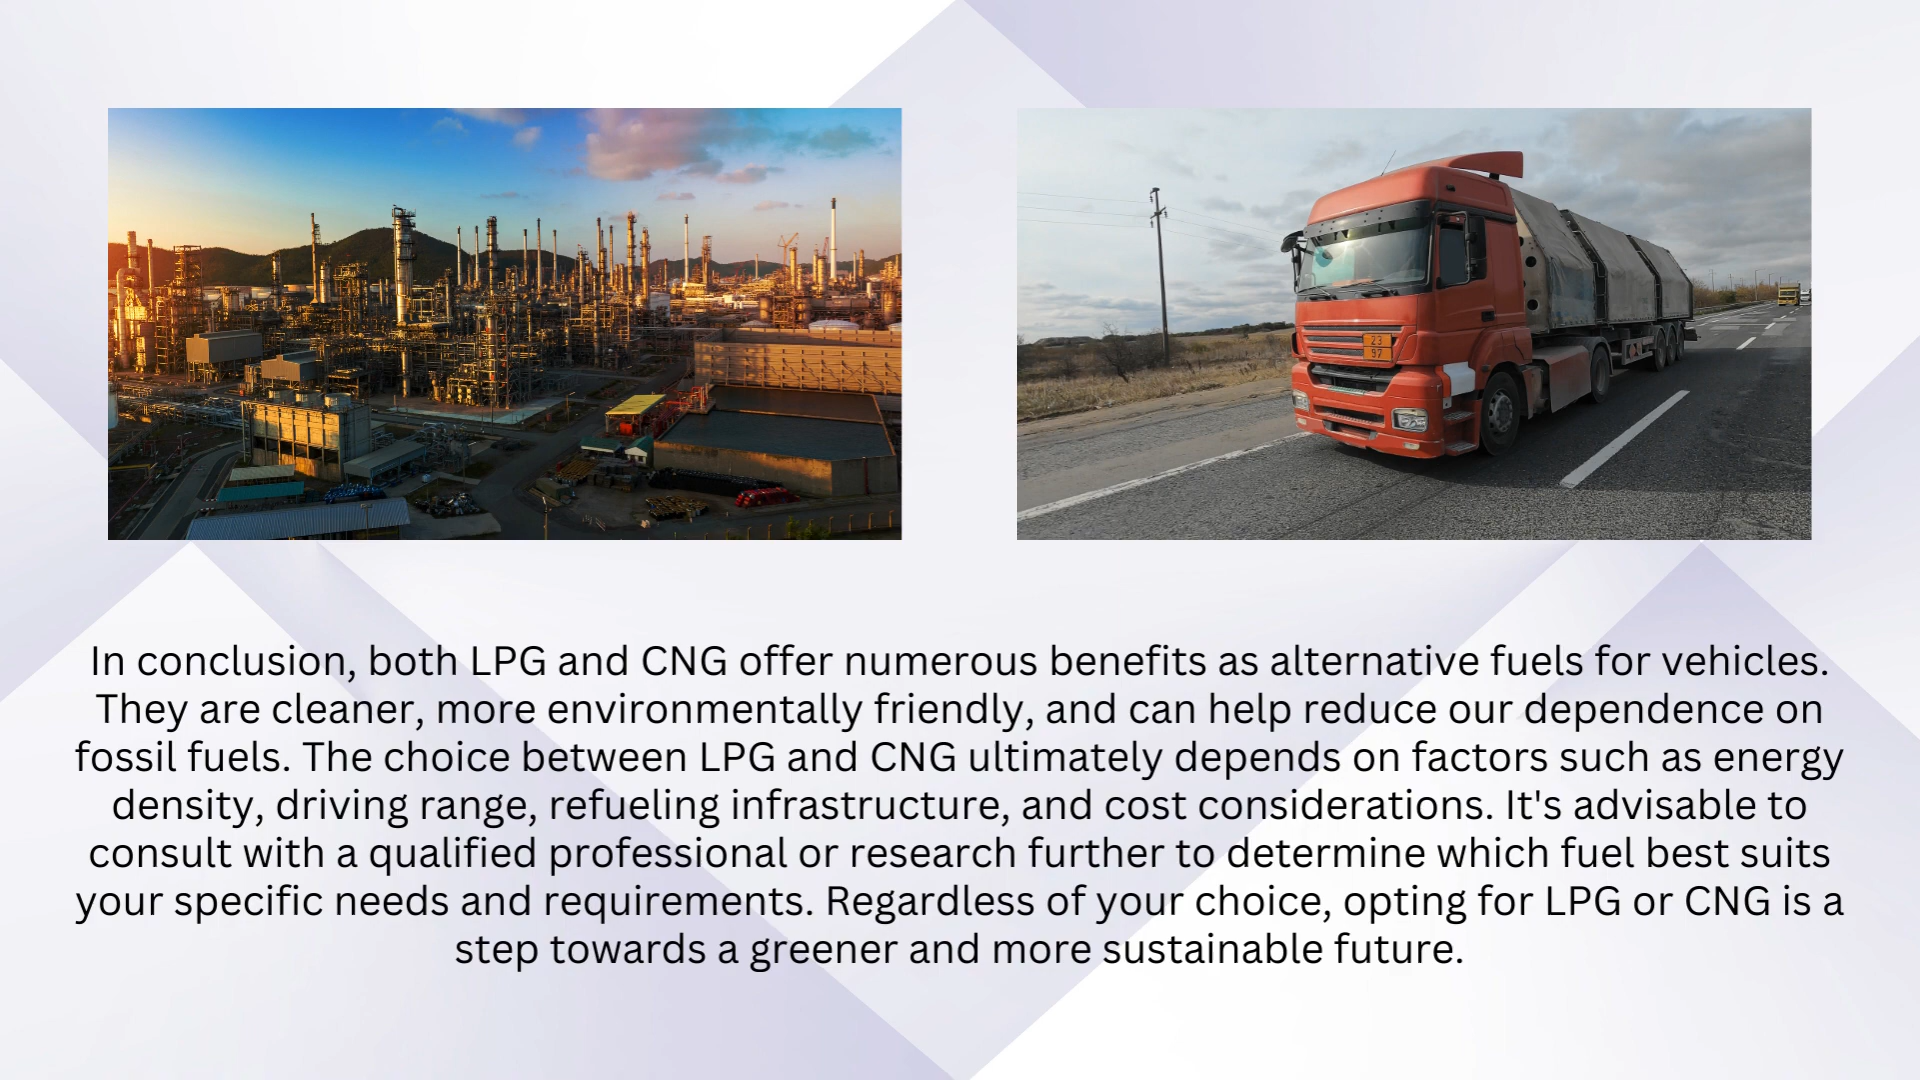 23
97
In conclusion, both LPG and CNG offer numerous benefits as alternative fuels for vehicles.
They are cleaner, more environmentally friendly, and can help reduce our dependence on
fossil fuels. The choice between LPG and CNG ultimately depends on factors such as energy
density, driving range, refueling infrastructure, and cost considerations. It's advisable to
consult with a qualified professional or research further to determine which fuel best suits
your specific needs and requirements. Regardless of your choice, opting for LPG or CNG is a
step towards a greener and more sustainable future.